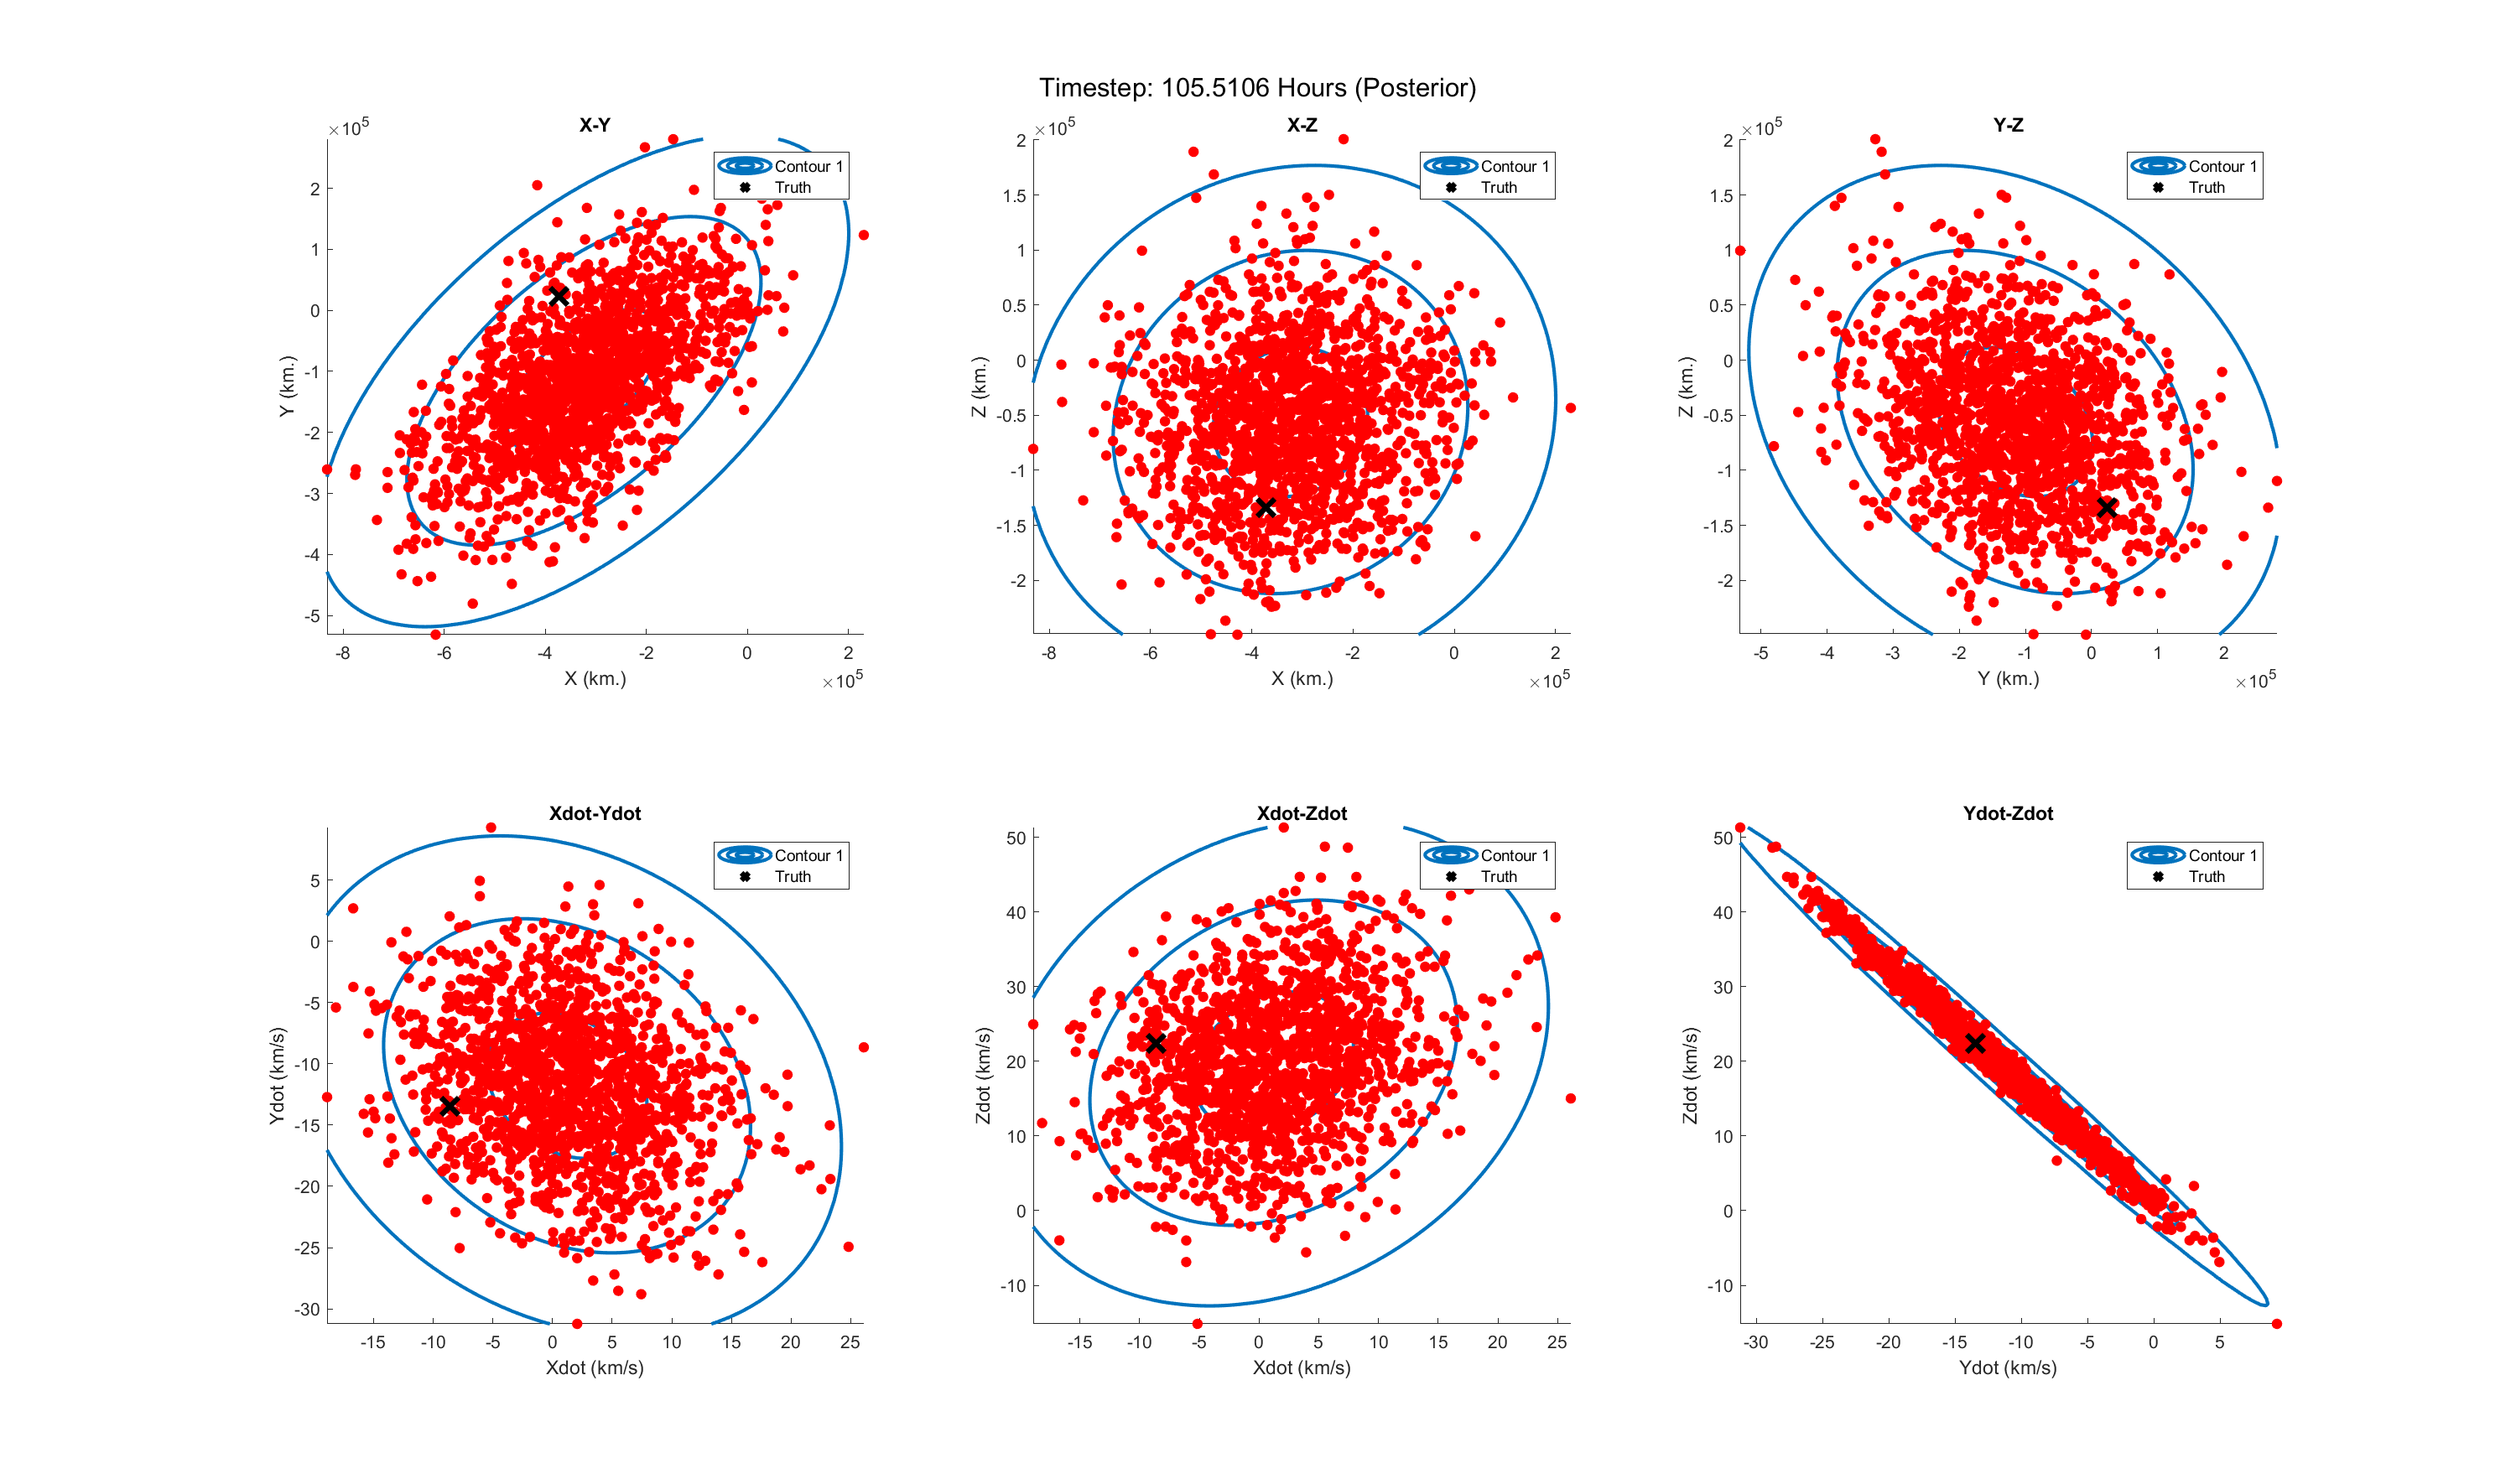 Timestep: 105.5106 Hours (Posterior)
X-Y
×10^5
Contour 1
Truth
2
1
0
-1
-2
-3
-4
-5
Y (km.)
-8 -6 -4 -2 0 2
X (km.)
×10^5
X-Z
×10^5
Contour 1
Truth
2
1.5
1
0.5
0
-0.5
-1
-1.5
-2
Z (km.)
-8 -6 -4 -2 0 2
X (km.)
×10^5
Y-Z
×10^5
Contour 1
Truth
2
1.5
1
0.5
0
-0.5
-1
-1.5
-2
Z (km.)
-5 -4 -3 -2 -1 0 1 2
Y (km.)
×10^5
Xdot-Ydot
Contour 1
Truth
5
0
-5
-10
-15
-20
-25
-30
Ydot (km/s)
-15 -10 -5 0 5 10 15 20 25
Xdot (km/s)
Xdot-Zdot
Contour 1
Truth
50
40
30
20
10
0
-10
Zdot (km/s)
-15 -10 -5 0 5 10 15 20 25
Xdot (km/s)
Ydot-Zdot
Contour 1
Truth
50
40
30
20
10
0
-10
Zdot (km/s)
-30 -25 -20 -15 -10 -5 0 5
Ydot (km/s)